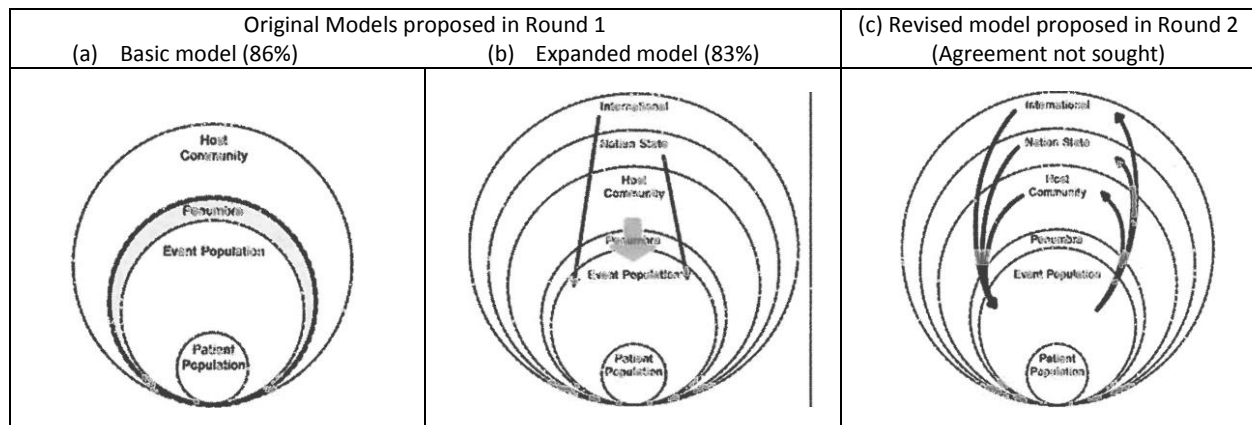 Original Models proposed in Round 1
(a) Basic model (86%)
(b) Expanded model (83%)
(c) Revised model proposed in Round 2
(Agreement not sought)
Host
Community
Penumbra
Event Population
Patient
Population
International
Nation State
Host
Community
Penumbra
Event Population
Patient
Population
International
Nation State
Host
Community
Penumbra
Event Population
Patient
Population